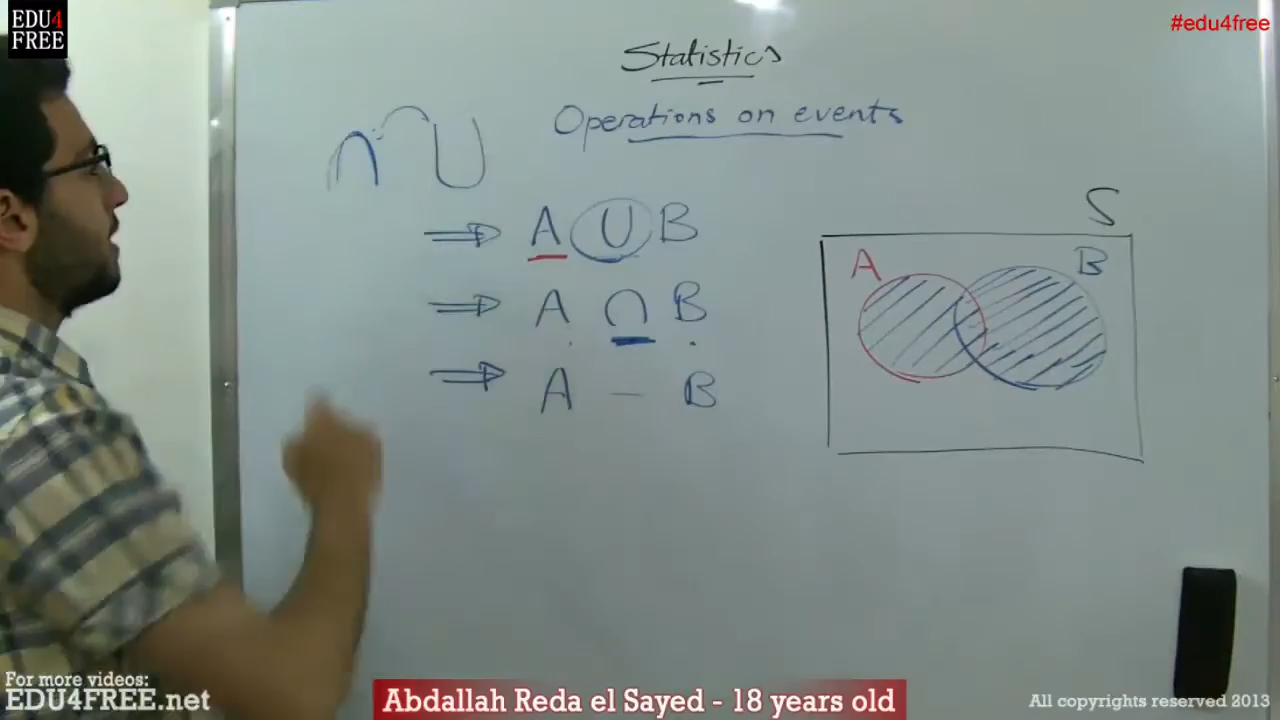 EDU4
FREE
#edu4free
Statistics
Operations on events
∩ U
⇒ A U B
⇒ A ∩ B
⇒ A – B
S
A B
For more videos:
EDU4FREE.net
Abdallah Reda el Sayed - 18 years old
All copyrights reserved 2013